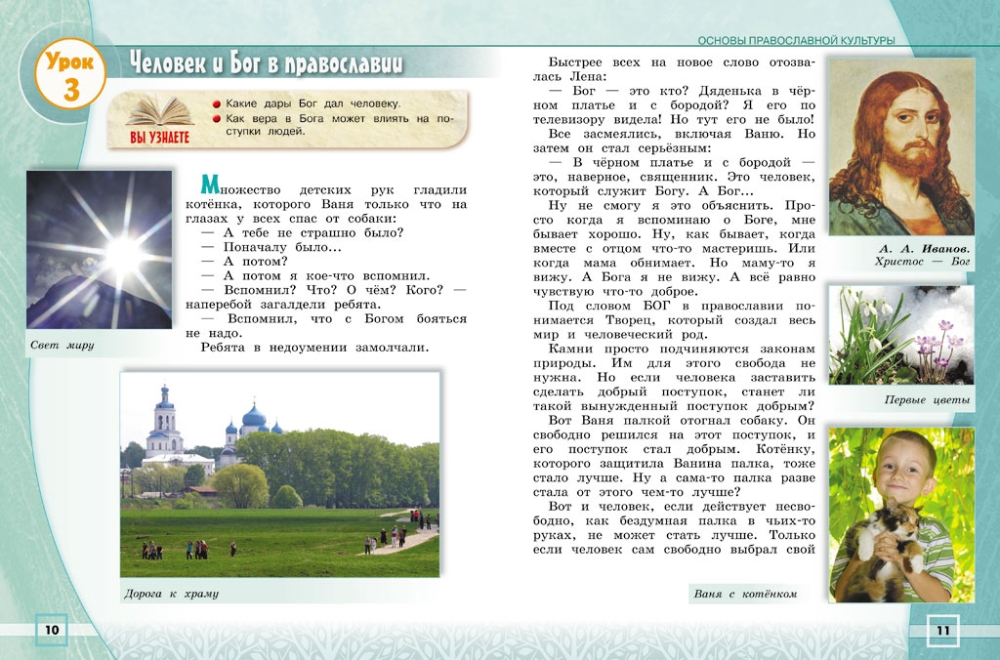 ОСНОВЫ ПРАВОСЛАВНОЙ КУЛЬТУРЫ
Урок
3
Человек и Бог в православии
ВЫ УЗНАЕТЕ
Какие дары Бог дал человеку.
Как вера в Бога может влиять на по-
ступки людей.
Множество детских рук гладили
котёнка, которого Ваня только что на
глазах у всех спас от собаки:
— А тебе не страшно было?
— Поначалу было...
— А потом?
— А потом я кое-что вспомнил.
— Вспомнил? Что? О чём? Кого? —
наперебой загалдели ребята.
— Вспомнил, что с Богом бояться
не надо.
Ребята в недоумении замолчали.
Свет миру
Дорога к храму
10
Быстрее всех на новое слово отозва-
лась Лена:
— Бог — это кто? Дяденька в чёр-
ном платье и с бородой? Я его по
телевизору видела! Но тут его не было!
Все засмеялись, включая Ваню. Но
затем он стал серьёзным:
— В чёрном платье и с бородой —
это, наверное, священник. Это человек,
который служит Богу. А Бог...
Ну не смогу я это объяснить. Про-
сто когда я вспоминаю о Боге, мне
бывает хорошо. Ну, как бывает, когда
вместе с отцом что-то мастеришь. Или
когда мама обнимает. Но маму-то я
вижу. А Бога я не вижу. А всё равно
чувствую что-то доброе.
Под словом БОГ в православии по-
нимается Творец, который создал весь
мир и человеческий род.
Камни просто подчиняются законам
природы. Им для этого свобода не
нужна. Но если человека заставить
сделать добрый поступок, станет ли
такой вынужденный поступок добрым?
Вот Ваня палкой отогнал собаку. Он
свободно решился на этот поступок, и
его поступок стал добрым. Котёнку,
которого защитила Ванина палка, тоже
стало лучше. Ну а сама-то палка разве
стала от этого чем-то лучше?
Вот и человек, если действует несво-
бодно, как бездумная палка в чьих-то
руках, не может стать лучше. Только
если человек сам свободно выбрал свой
А. А. Иванов.
Христос — Бог
Первые цветы
Ваня с котёнком
11